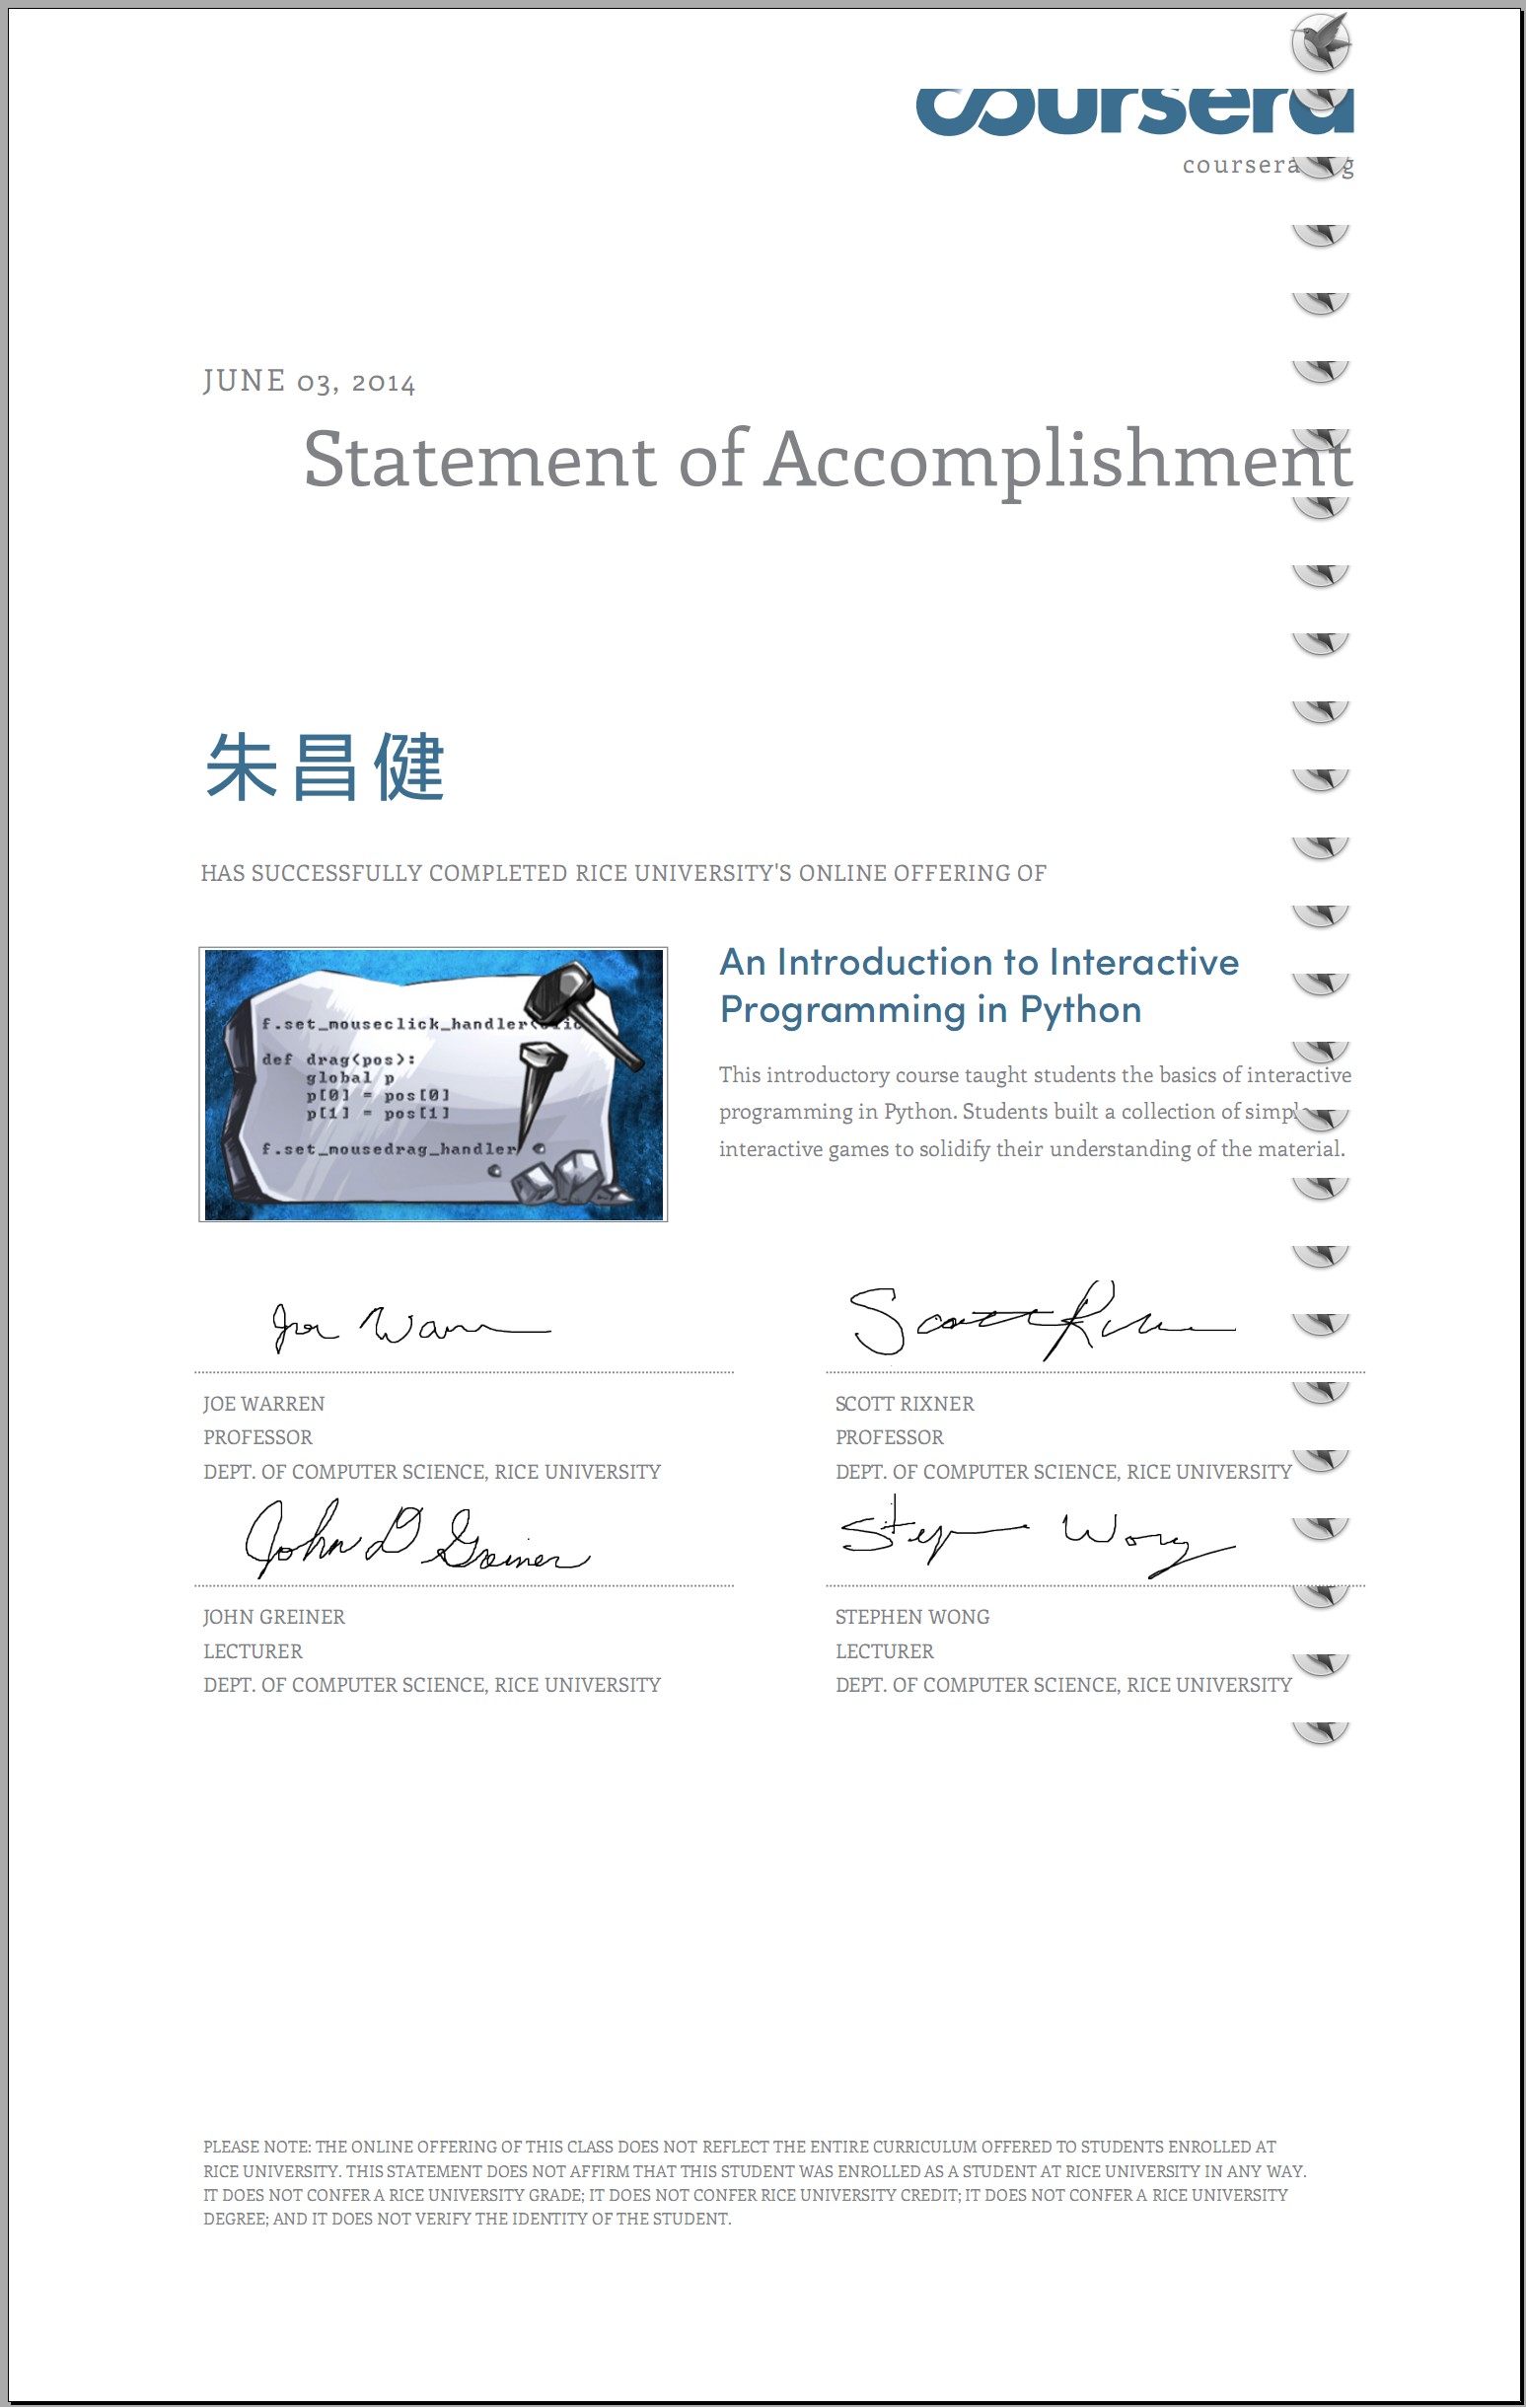 coursera
JUNE 03, 2014
Statement of Accomplishment
朱昌健
HAS SUCCESSFULLY COMPLETED RICE UNIVERSITY'S ONLINE OFFERING OF
f.set_mouseclick_handler(
def drag(pos):
global p
p[0] = pos[0]
p[1] = pos[1]
f.set_mousedrag_handler
An Introduction to Interactive
Programming in Python
This introductory course taught students the basics of interactive
programming in Python. Students built a collection of simple
interactive games to solidify their understanding of the material.
Joe Warren
JOE WARREN
PROFESSOR
DEPT. OF COMPUTER SCIENCE, RICE UNIVERSITY
Scott Rixner
SCOTT RIXNER
PROFESSOR
DEPT. OF COMPUTER SCIENCE, RICE UNIVERSITY
John D Greiner
JOHN GREINER
LECTURER
DEPT. OF COMPUTER SCIENCE, RICE UNIVERSITY
Stephen Wong
STEPHEN WONG
LECTURER
DEPT. OF COMPUTER SCIENCE, RICE UNIVERSITY
PLEASE NOTE: THE ONLINE OFFERING OF THIS CLASS DOES NOT REFLECT THE ENTIRE CURRICULUM OFFERED TO STUDENTS ENROLLED AT
RICE UNIVERSITY. THIS STATEMENT DOES NOT AFFIRM THAT THIS STUDENT WAS ENROLLED AS A STUDENT AT RICE UNIVERSITY IN ANY WAY.
IT DOES NOT CONFER A RICE UNIVERSITY GRADE; IT DOES NOT CONFER RICE UNIVERSITY CREDIT; IT DOES NOT CONFER A RICE UNIVERSITY
DEGREE; AND IT DOES NOT VERIFY THE IDENTITY OF THE STUDENT.